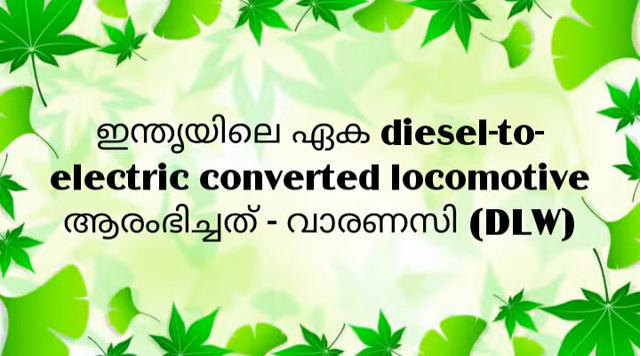 ഇന്ത്യയിലെ ഏക diesel-to-
electric converted locomotive
ആരംഭിച്ചത് - വാരണസി (DLW)